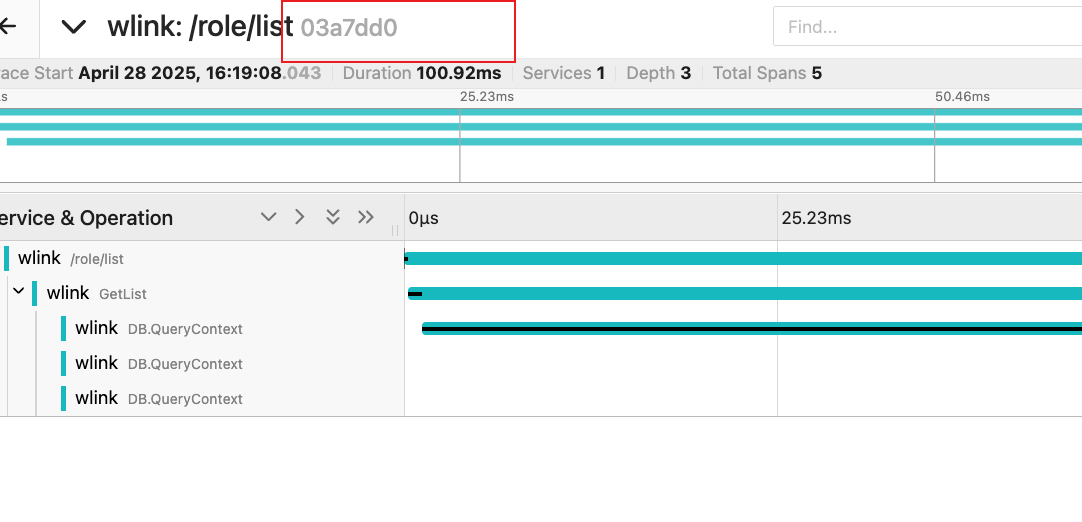 wlink: /role/list 03a7dd0
Find...
ace Start April 28 2025, 16:19:08.043 Duration 100.92ms Services 1 Depth 3 Total Spans 5
s 25.23ms 50.46ms
ervice & Operation 0μs 25.23ms
wlink /role/list
wlink GetList
wlink DB.QueryContext
wlink DB.QueryContext
wlink DB.QueryContext